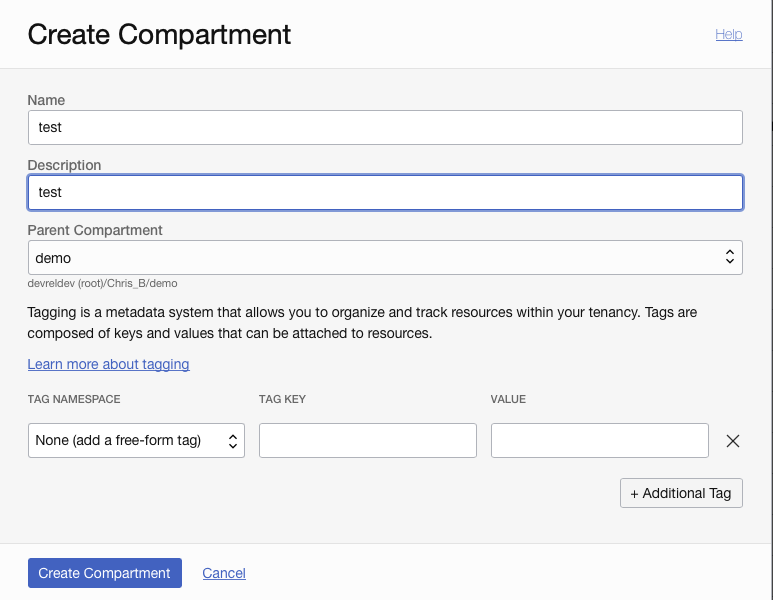 Create Compartment
Help
Name
test
Description
test
Parent Compartment
demo
devreldev (root)/Chris_B/demo
Tagging is a metadata system that allows you to organize and track resources within your tenancy. Tags are
composed of keys and values that can be attached to resources.
Learn more about tagging
TAG NAMESPACE TAG KEY VALUE
None (add a free-form tag)
+ Additional Tag
Create Compartment Cancel